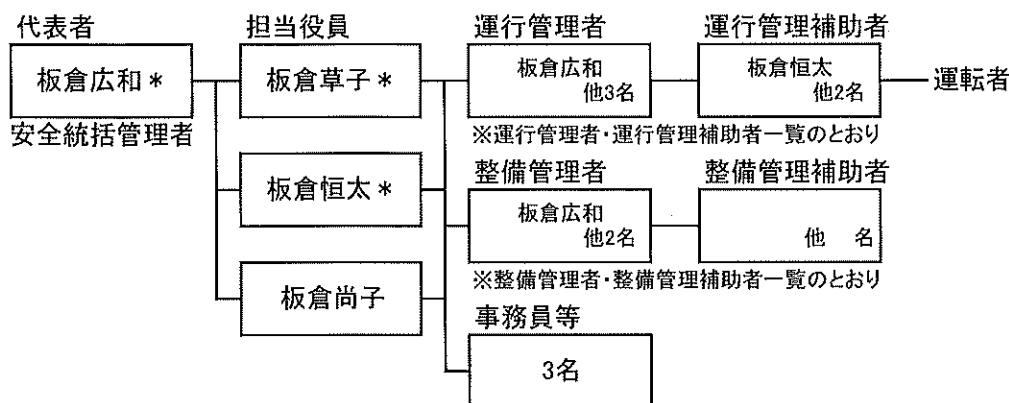 代表者
板倉広和*
安全統括管理者
担当役員
板倉草子*
板倉恒太*
板倉尚子
運行管理者
板倉広和
他3名
運行管理補助者
板倉恒太
他2名
運転者
※運行管理者・運行管理補助者一覧のとおり
整備管理者
板倉広和
他2名
整備管理補助者
他 名
※整備管理者・整備管理補助者一覧のとおり
事務員等
3名